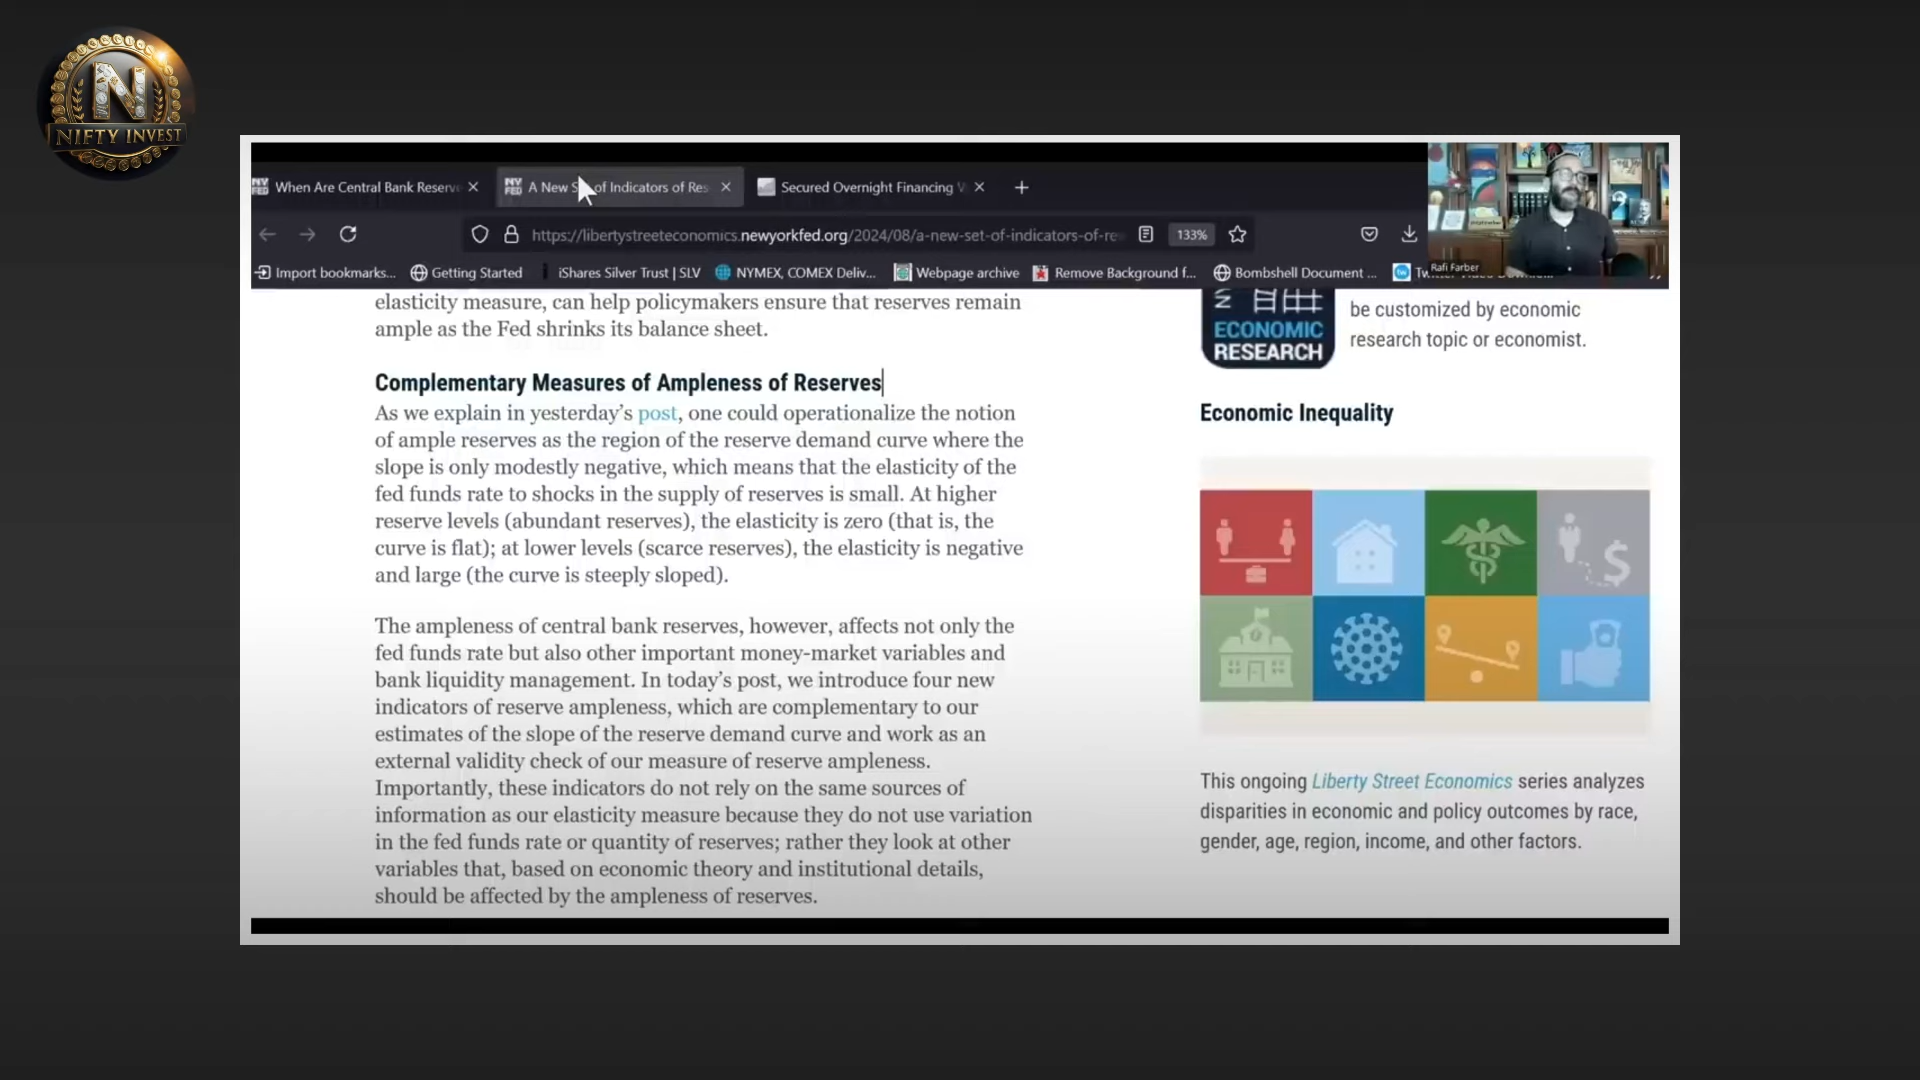 N
NIFTY INVEST
When Are Central Bank Reserve
A New S of Indicators of Res
Secured Overnight Financing V
https://libertystreeteconomics.newyorkfed.org/2024/08/a-new-set-of-indicators-of-re
133%
Import bookmarks...
Getting Started
iShares Silver Trust | SLV
NYMEX, COMEX Deliv...
Webpage archive
Remove Background f...
Bombshell Document ...
Rafi Farber
elasticity measure, can help policymakers ensure that reserves remain
ample as the Fed shrinks its balance sheet.
Complementary Measures of Ampleness of Reserves
As we explain in yesterday's post, one could operationalize the notion
of ample reserves as the region of the reserve demand curve where the
slope is only modestly negative, which means that the elasticity of the
fed funds rate to shocks in the supply of reserves is small. At higher
reserve levels (abundant reserves), the elasticity is zero (that is, the
curve is flat); at lower levels (scarce reserves), the elasticity is negative
and large (the curve is steeply sloped).
The ampleness of central bank reserves, however, affects not only the
fed funds rate but also other important money-market variables and
bank liquidity management. In today's post, we introduce four new
indicators of reserve ampleness, which are complementary to our
estimates of the slope of the reserve demand curve and work as an
external validity check of our measure of reserve ampleness.
Importantly, these indicators do not rely on the same sources of
information as our elasticity measure because they do not use variation
in the fed funds rate or quantity of reserves; rather they look at other
variables that, based on economic theory and institutional details,
should be affected by the ampleness of reserves.
ECONOMIC
RESEARCH
be customized by economic
research topic or economist.
Economic Inequality
This ongoing Liberty Street Economics series analyzes
disparities in economic and policy outcomes by race,
gender, age, region, income, and other factors.